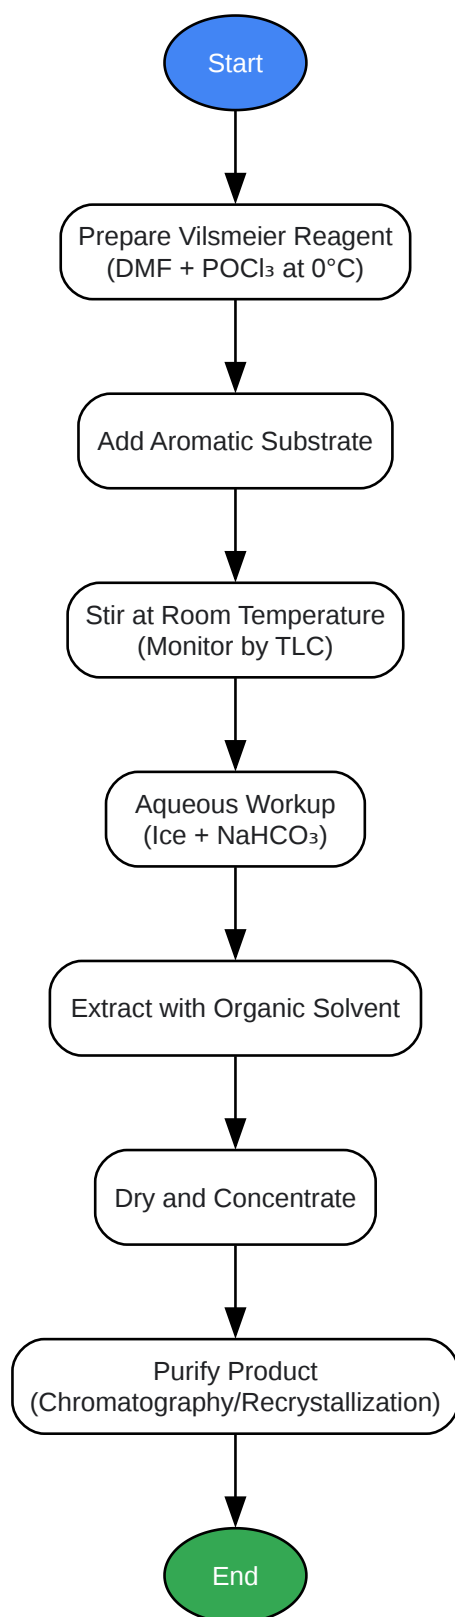 Start
Prepare Vilsmeier Reagent
(DMF + POCl₃ at 0°C)
Add Aromatic Substrate
Stir at Room Temperature
(Monitor by TLC)
Aqueous Workup
(Ice + NaHCO₃)
Extract with Organic Solvent
Dry and Concentrate
Purify Product
(Chromatography/Recrystallization)
End